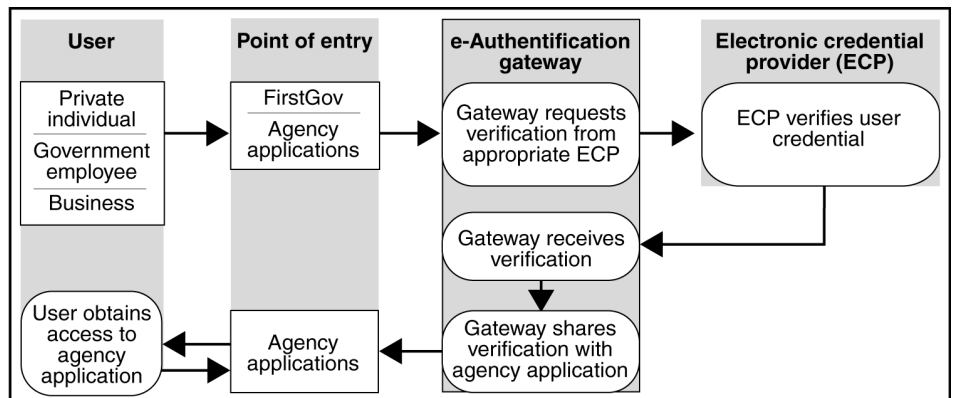 User
Point of entry
e-Authentification
gateway
Electronic credential
provider (ECP)
Private
individual
Government
employee
Business
FirstGov
Agency
applications
Gateway requests
verification from
appropriate ECP
ECP verifies user
credential
Gateway receives
verification
User obtains
access to
agency
application
Agency
applications
Gateway shares
verification with
agency application